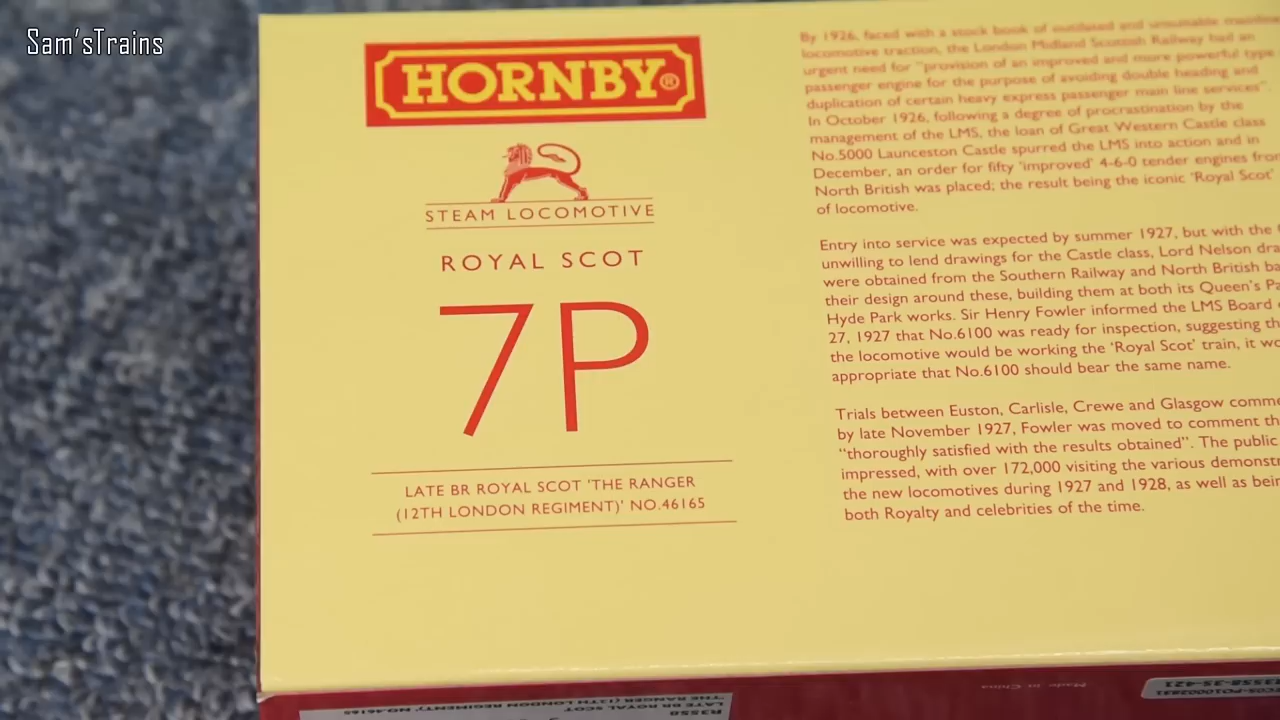 Sam'sTrains
HORNBY®
STEAM LOCOMOTIVE
ROYAL SCOT
7P
LATE BR ROYAL SCOT 'THE RANGER
(12TH LONDON REGIMENT)' NO.46165
By 1926, faced with a stock book of outdated and unsuitable mainline
locomotive traction, the London Midland Scottish Railway had an
urgent need for "provision of an improved and more powerful type
passenger engine for the purpose of avoiding double heading and
duplication of certain heavy express passenger main line services".
In October 1926, following a degree of procrastination by the
management of the LMS, the loan of Great Western Castle class
No.5000 Launceston Castle spurred the LMS into action and in
December, an order for fifty 'improved' 4-6-0 tender engines from
North British was placed; the result being the iconic 'Royal Scot'
of locomotive.
Entry into service was expected by summer 1927, but with the
unwilling to lend drawings for the Castle class, Lord Nelson
were obtained from the Southern Railway and North British
their design around these, building them at both its Queen's
Hyde Park works. Sir Henry Fowler informed the LMS Board
27, 1927 that No.6100 was ready for inspection, suggesting
the locomotive would be working the 'Royal Scot' train, it
appropriate that No.6100 should bear the same name.
Trials between Euston, Carlisle, Crewe and Glasgow
by late November 1927, Fowler was moved to comment
"thoroughly satisfied with the results obtained". The public
impressed, with over 172,000 visiting the various
the new locomotives during 1927 and 1928, as well as
both Royalty and celebrities of the time.
Made in China
R3558
LATE BR ROYAL SCOT
'THE RANGER (12TH LONDON REGIMENT)' NO.46165